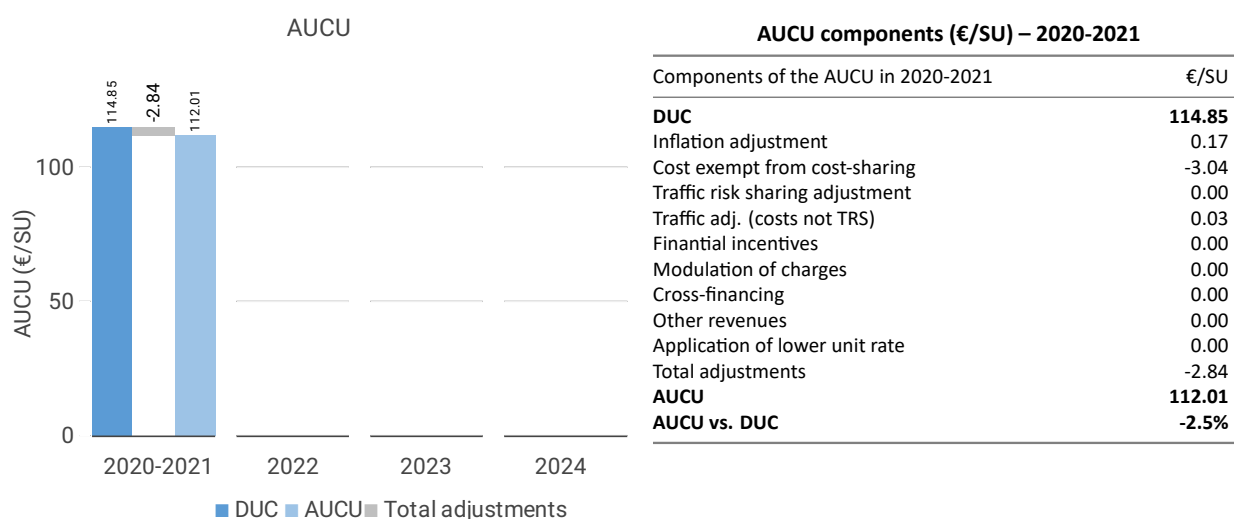 AUCU
114.85
-2.84
112.01
100
50
0
AUCU (€/SU)
2020-2021
2022
2023
2024
DUC AUCU Total adjustments
AUCU components (€/SU) – 2020-2021
Components of the AUCU in 2020-2021 €/SU
DUC 114.85
Inflation adjustment 0.17
Cost exempt from cost-sharing -3.04
Traffic risk sharing adjustment 0.00
Traffic adj. (costs not TRS) 0.03
Finantial incentives 0.00
Modulation of charges 0.00
Cross-financing 0.00
Other revenues 0.00
Application of lower unit rate 0.00
Total adjustments -2.84
AUCU 112.01
AUCU vs. DUC -2.5%